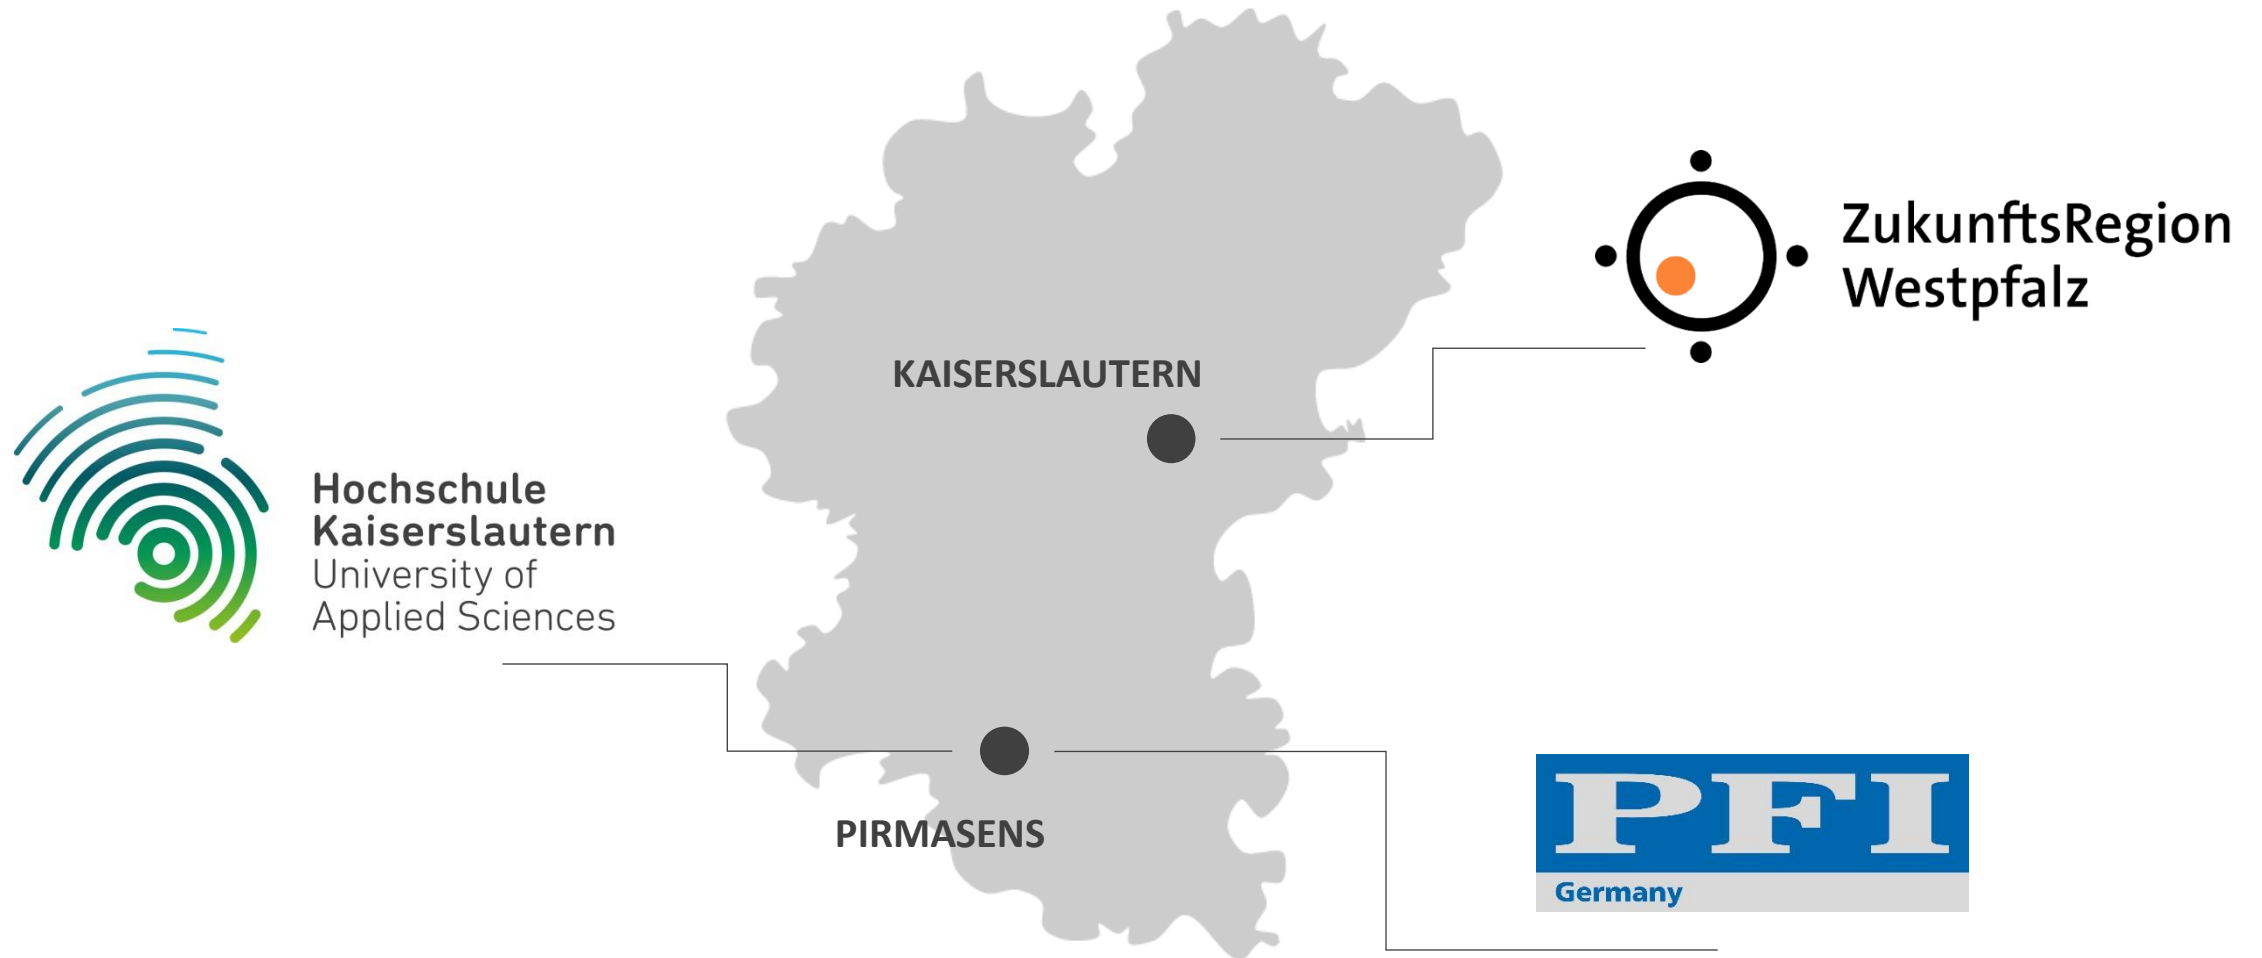 KAISERSLAUTERN
ZukunftsRegion
Westpfalz
Hochschule
Kaiserslautern
University of
Applied Sciences
PIRMASENS
PFI
Germany